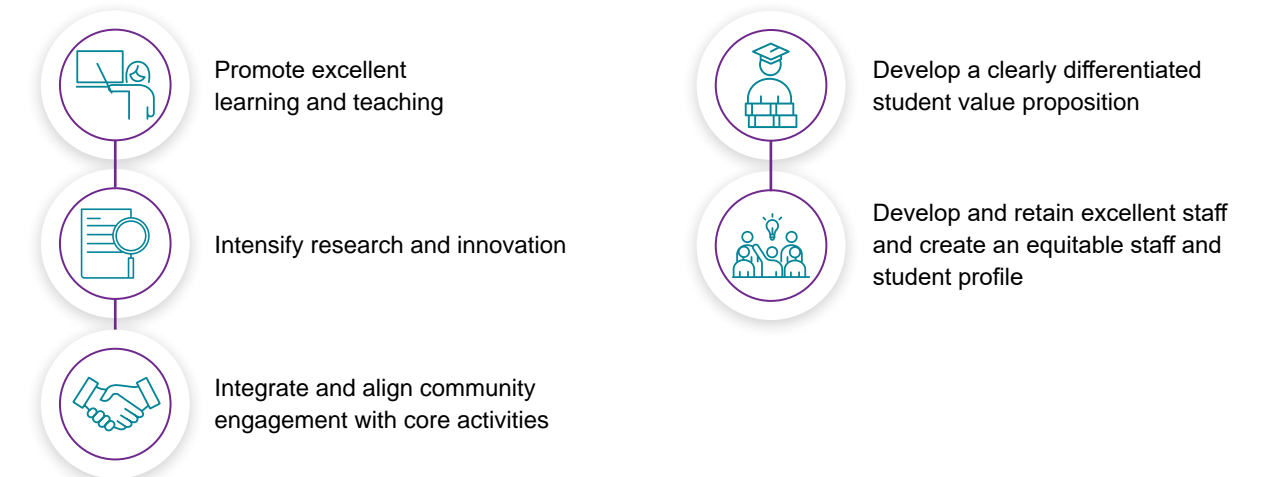 Promote excellent
learning and teaching
Intensify research and innovation
Integrate and align community
engagement with core activities
Develop a clearly differentiated
student value proposition
Develop and retain excellent staff
and create an equitable staff and
student profile